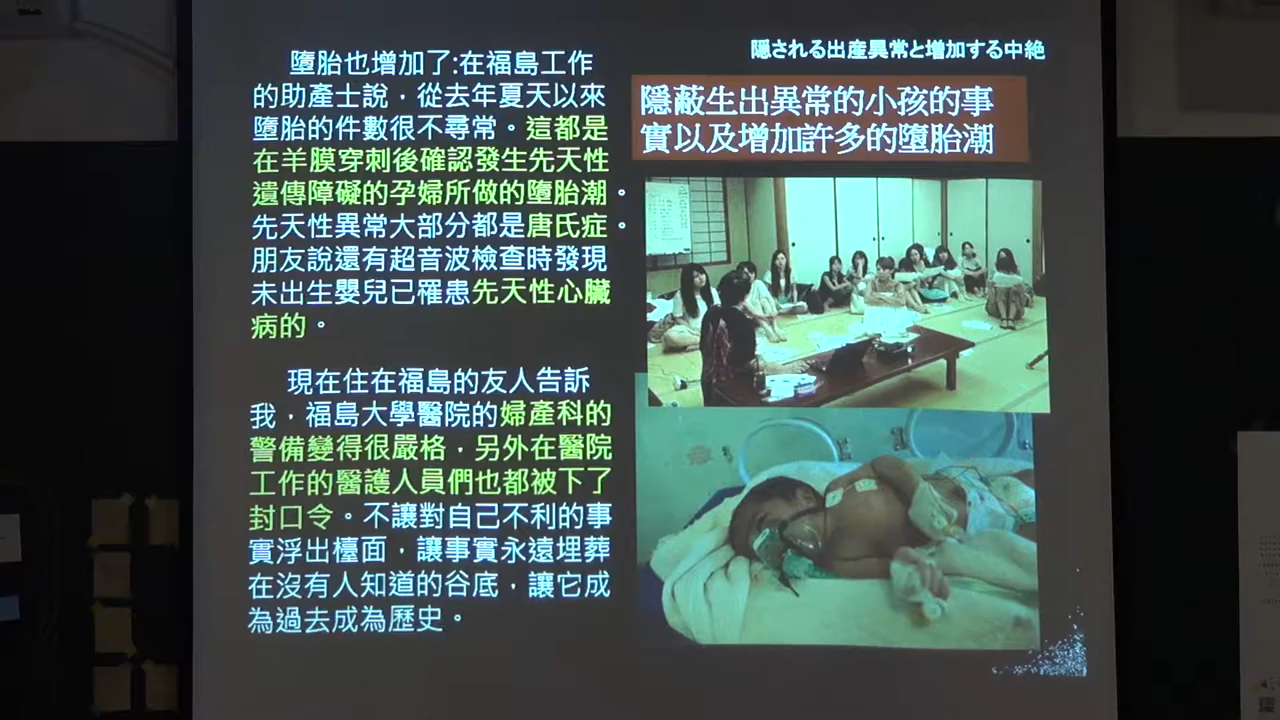 隠される出産異常と増加する中絶
隱蔽生出異常的小孩的事
實以及增加許多的墮胎潮
墮胎也增加了:在福島工作
的助產士說，從去年夏天以來
墮胎的件數很不尋常。這都是
在羊膜穿刺後確認發生先天性
遺傳障礙的孕婦所做的墮胎潮。
先天性異常大部分都是唐氏症。
朋友說還有超音波檢查時發現
未出生嬰兒已罹患先天性心臟
病的。
現在住在福島的友人告訴
我，福島大學醫院的婦產科的
警備變得很嚴格，另外在醫院
工作的醫護人員們也都被下了
封口令。不讓對自己不利的事
實浮出檯面，讓事實永遠埋葬
在沒有人知道的谷底，讓它成
為過去成為歷史。